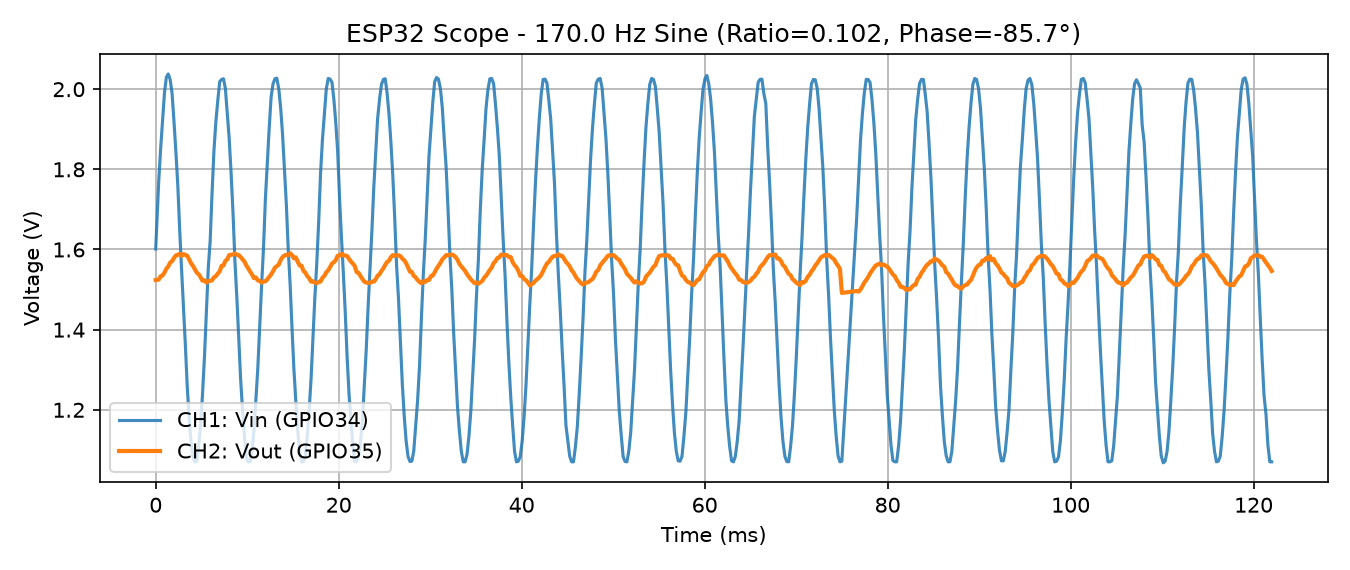 ESP32 Scope - 170.0 Hz Sine (Ratio=0.102, Phase=-85.7°)
Voltage (V)
2.0
1.8
1.6
1.4
1.2
CH1: Vin (GPIO34)
CH2: Vout (GPIO35)
0 20 40 60 80 100 120
Time (ms)